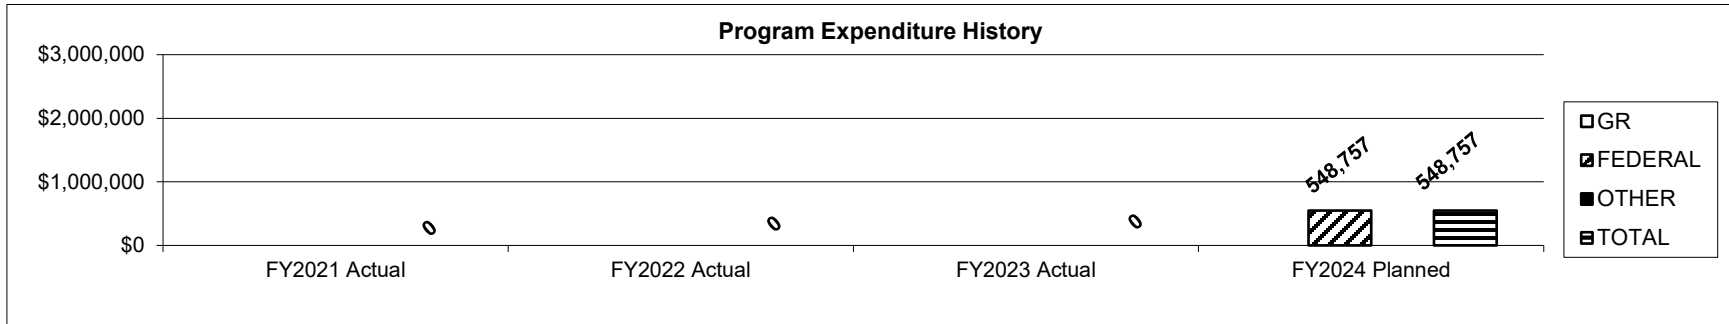 Program Expenditure History
$3,000,000
$2,000,000
$1,000,000
$0
0
0
0
548,757
548,757
FY2021 Actual
FY2022 Actual
FY2023 Actual
FY2024 Planned
GR
FEDERAL
OTHER
TOTAL